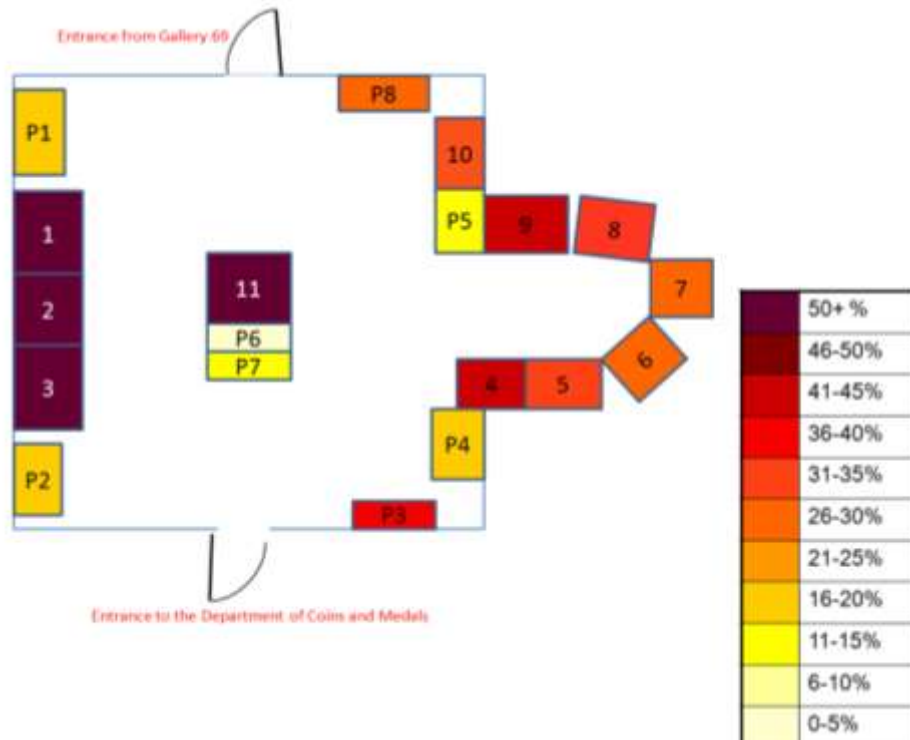 Entrance from Gallery 69
P8
P1
10
1
P5
9
8
11
7
2
50+ %
P6
46-50%
P7
6
3
4
5
41-45%
36-40%
P4
31-35%
P2
26-30%
P3
21-25%
16-20%
Entrance to the Department of Coins and Medals
11-15%
6-10%
0-5%